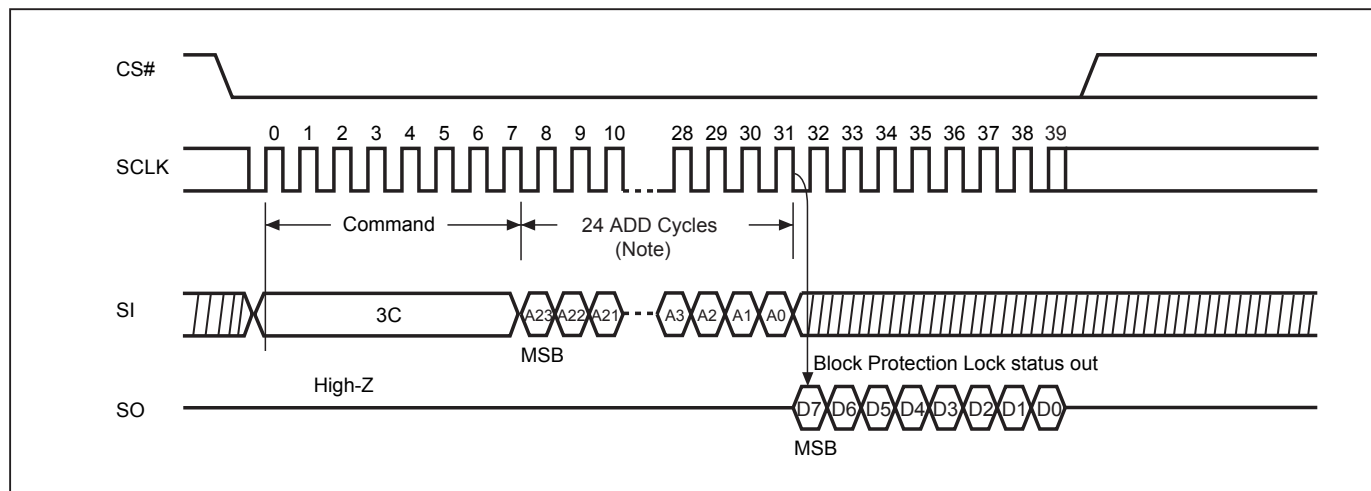 CS#
0 1 2 3 4 5 6 7 8 9 10 28 29 30 31 32 33 34 35 36 37 38 39
SCLK
Command
24 ADD Cycles
(Note)
SI
3C A23 A22 A21 A3 A2 A1 A0
MSB
Block Protection Lock status out
High-Z
SO
D7 D6 D5 D4 D3 D2 D1 D0
MSB